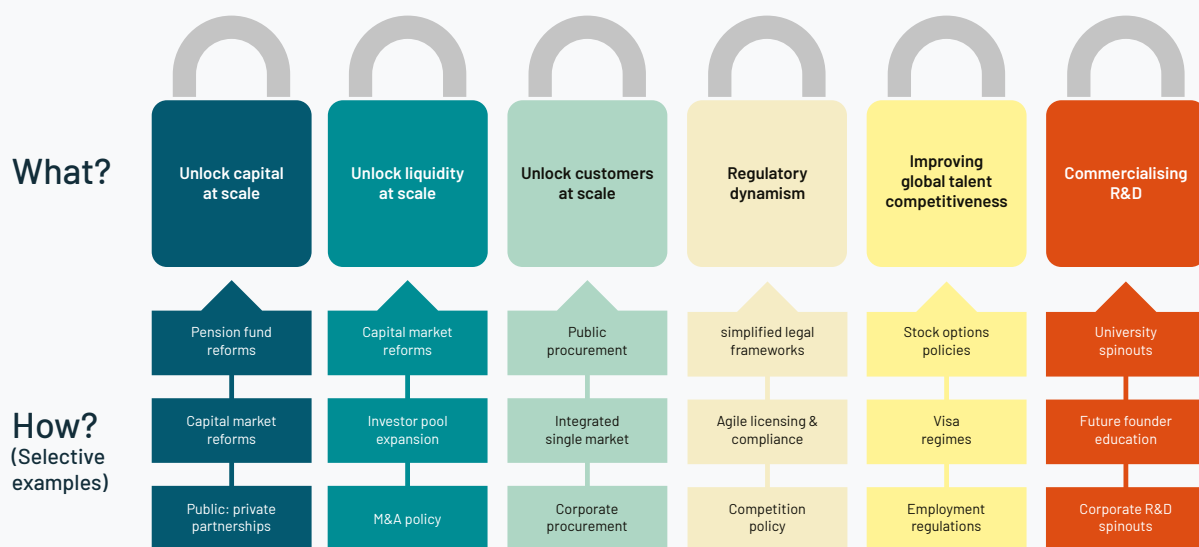 What?
Unlock capital
at scale
Unlock liquidity
at scale
Unlock customers
at scale
Regulatory
dynamism
Improving
global talent
competitiveness
Commercialising
R&D
How?
(Selective
examples)
Pension fund
reforms
Capital market
reforms
Public
procurement
simplified legal
frameworks
Stock options
policies
University
spinouts
Capital market
reforms
Investor pool
expansion
Integrated
single market
Agile licensing &
compliance
Visa
regimes
Future founder
education
Public: private
partnerships
M&A policy
Corporate
procurement
Competition
policy
Employment
regulations
Corporate R&D
spinouts